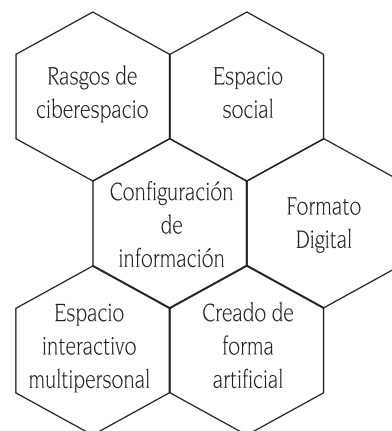 Rasgos de
ciberespacio
Espacio
social
Configuración
de
información
Formato
Digital
Espacio
interactivo
multipersonal
Creado de
forma
artificial